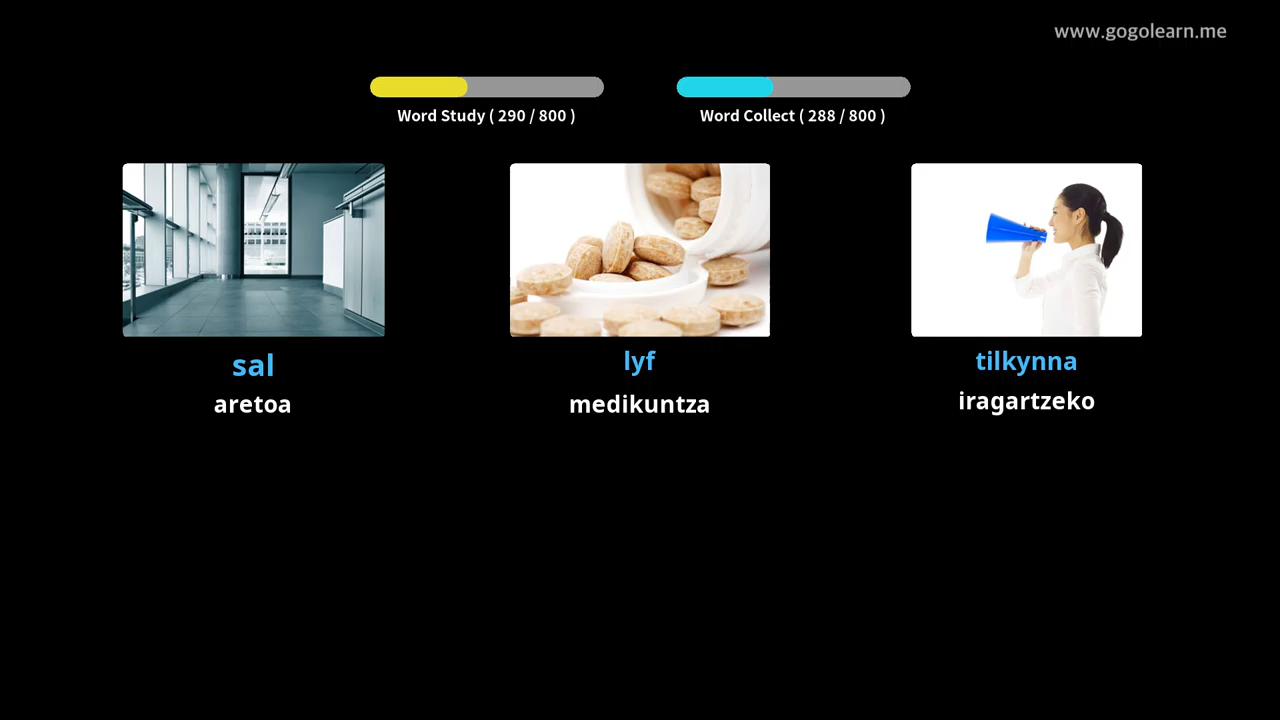 www.gogolearn.me
Word Study ( 290 / 800 )
Word Collect ( 288 / 800 )
sal
aretoa
lyf
medikuntza
tilkynna
iragartzeko